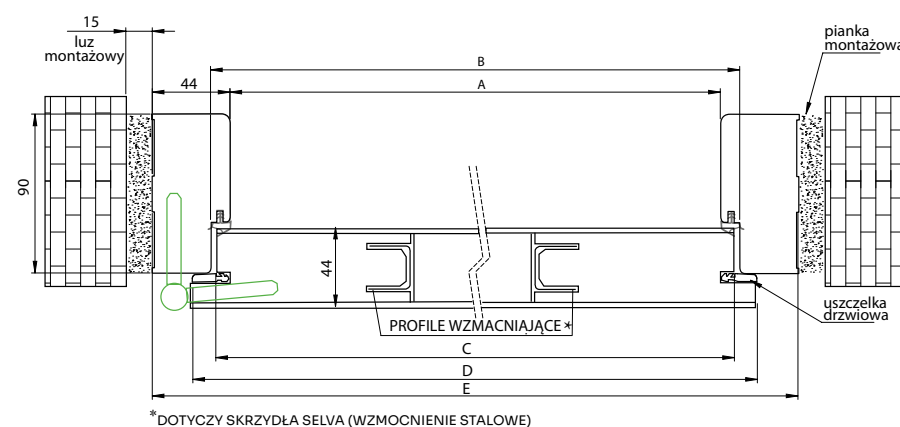 15
luz
montażowy
pianka
montażowa
B
44
A
90
44
PROFILE WZMACNIAJĄCE*
uszczelka
drzwiowa
C
D
E
*DOTYCZY SKRZYDŁA SELVA (WZMOCNIENIE STALOWE)